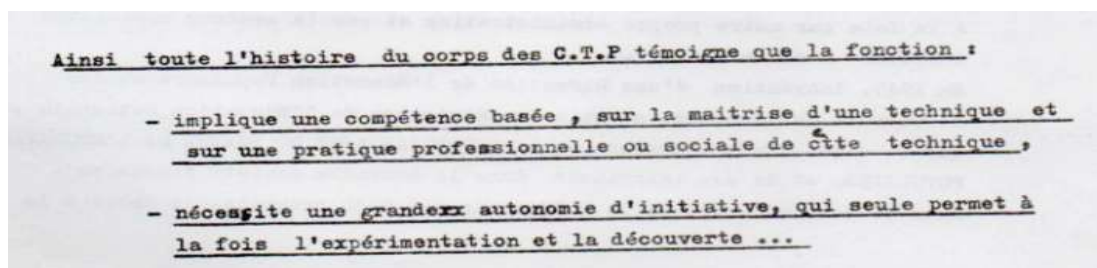 Ainsi toute l'histoire du corps des C.T.P témoigne que la fonction :
- implique une compétence basée , sur la maitrise d'une technique et
sur une pratique professionnelle ou sociale de cette technique ,
- nécessite une grandexx autonomie d'initiative, qui seule permet à
la fois l'expérimentation et la découverte ...